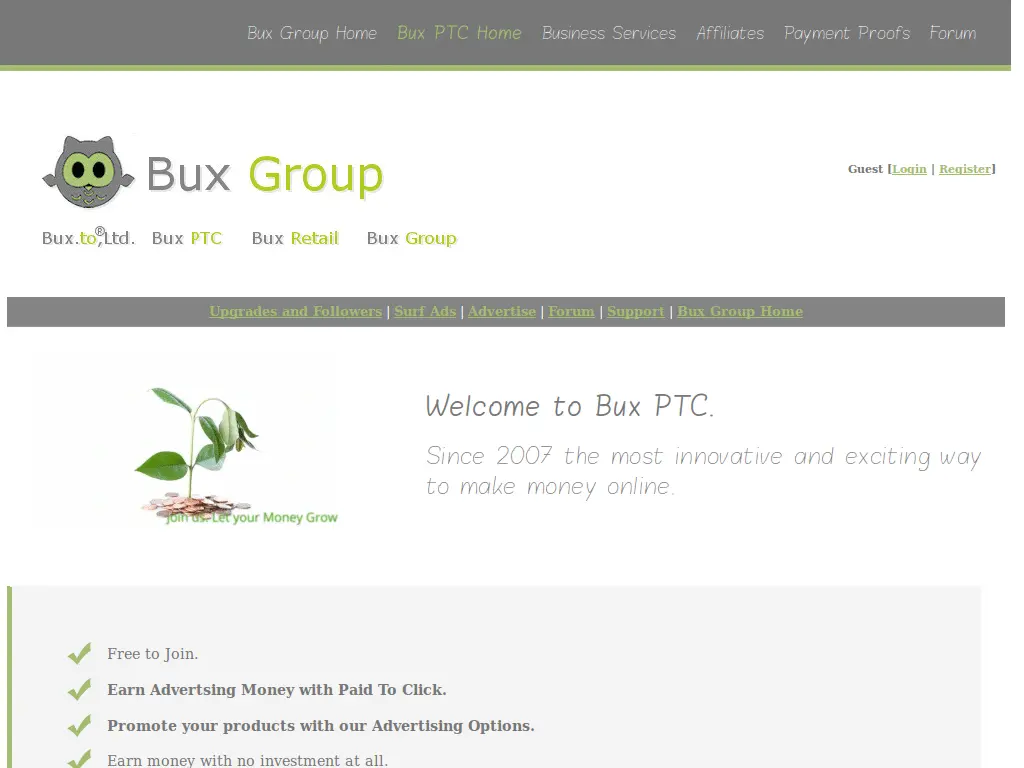 Bux Group Home Bux PTC Home Business Services Affiliates Payment Proofs Forum
Bux Group
Guest [Login | Register]
Bux.to®,Ltd. Bux PTC Bux Retail Bux Group
Upgrades and Followers | Surf Ads | Advertise | Forum | Support | Bux Group Home
Welcome to Bux PTC.
Since 2007 the most innovative and exciting way
to make money online.
Join us. Let your Money Grow
Free to Join.
Earn Advertsing Money with Paid To Click.
Promote your products with our Advertising Options.
Earn money with no investment at all.